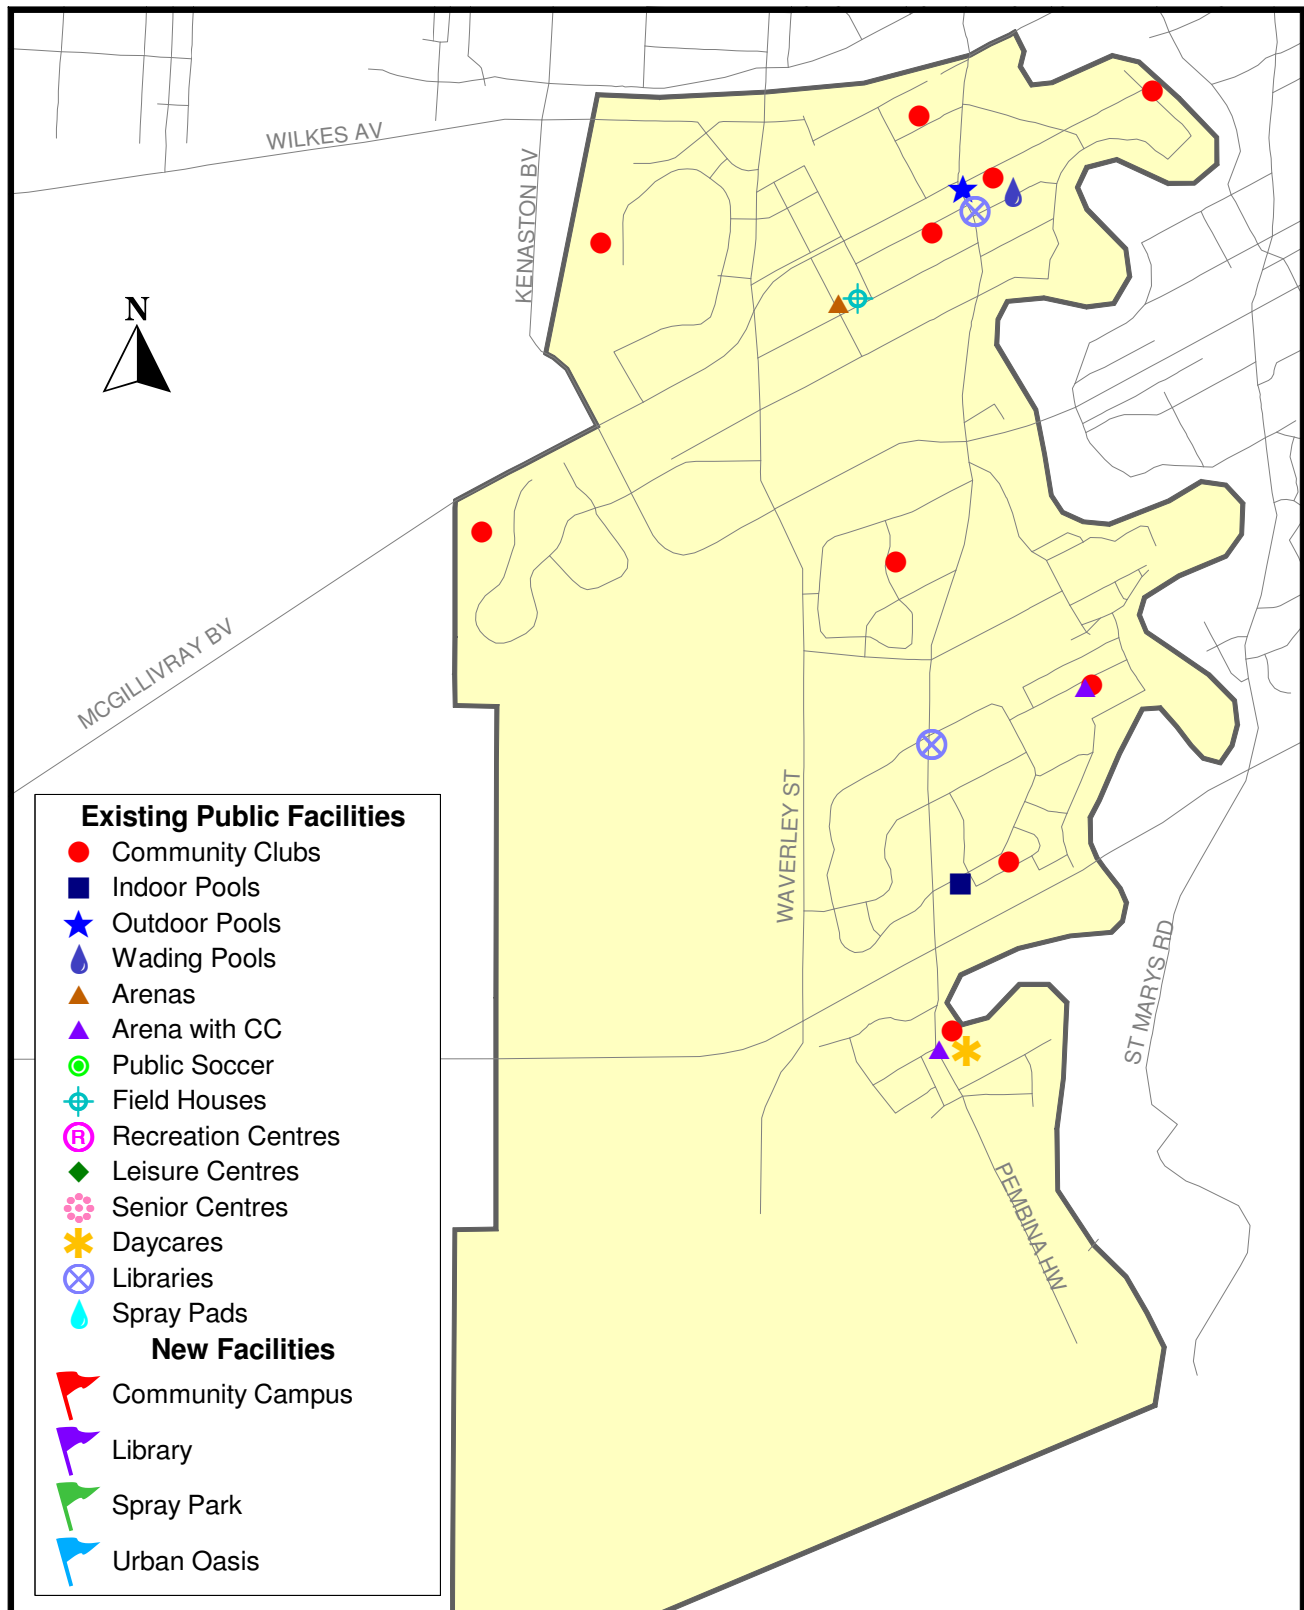 WILKES AV
KENASTON BV
N
MCGILLIVRAY BV
WAVERLEY ST
ST MARYS RD
PEMBINA HW
Existing Public Facilities
Community Clubs
Indoor Pools
Outdoor Pools
Wading Pools
Arenas
Arena with CC
Public Soccer
Field Houses
R Recreation Centres
Leisure Centres
Senior Centres
Daycares
Libraries
Spray Pads
New Facilities
Community Campus
Library
Spray Park
Urban Oasis